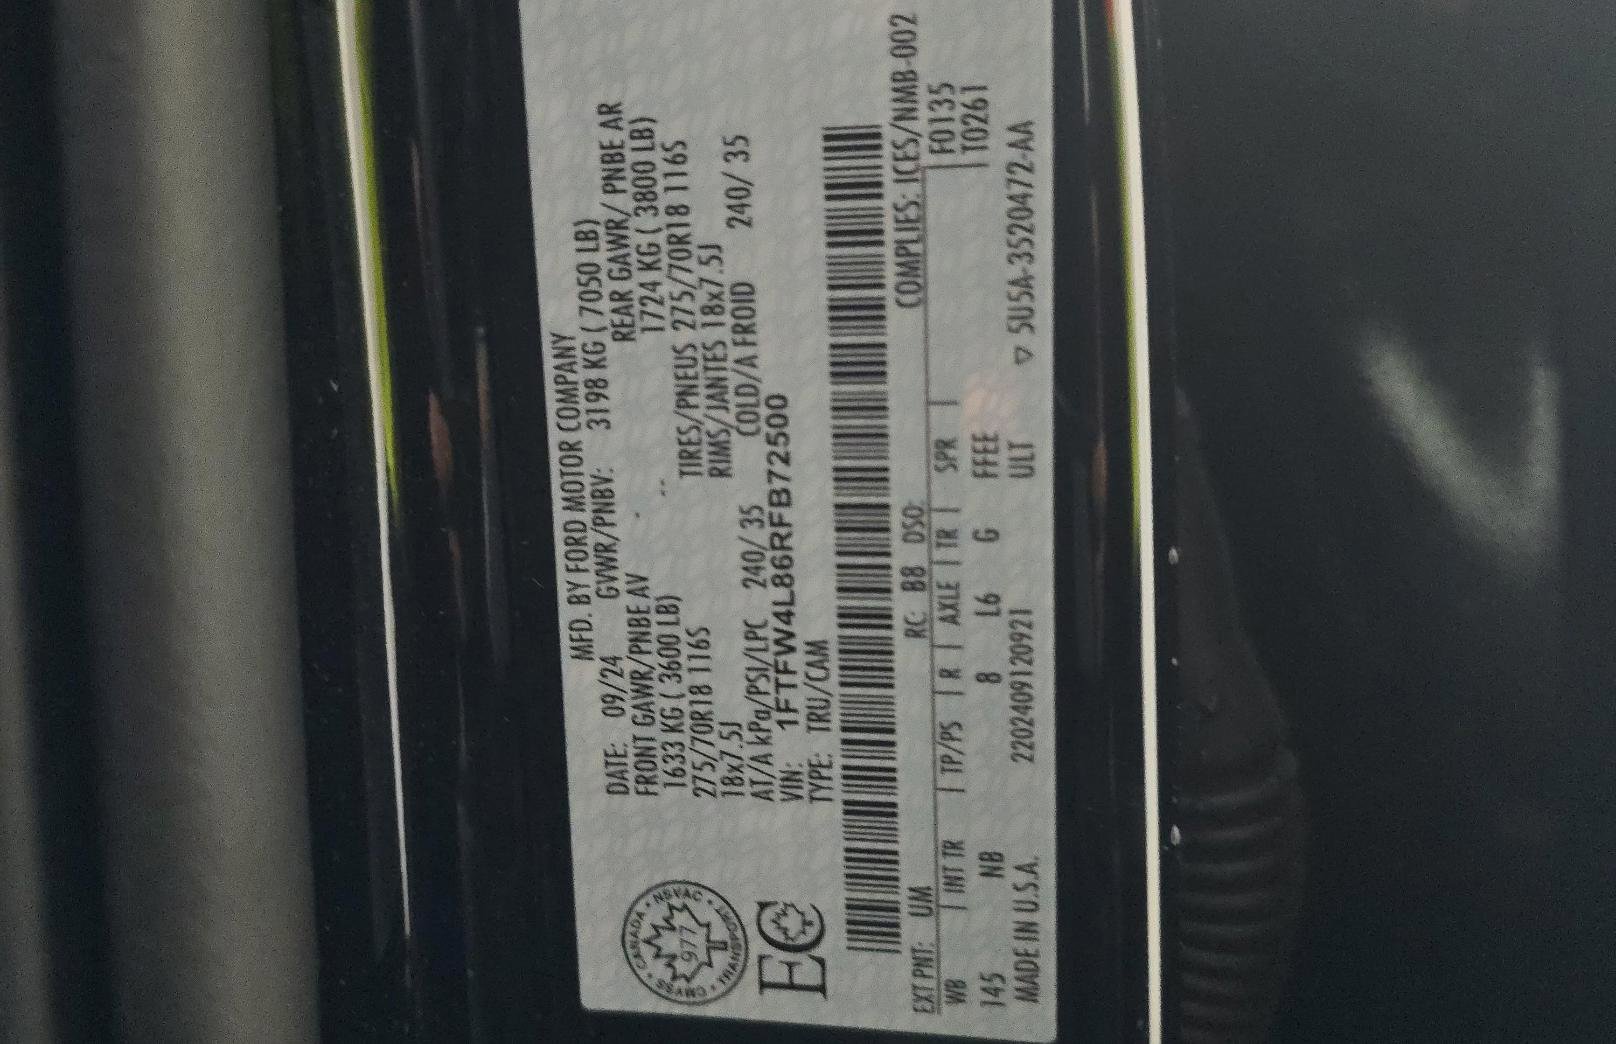 MFD. BY FORD MOTOR COMPANY
DATE: 09/24 GVWR/PNBV: 3198 KG ( 7050 LB)
FRONT GAWR/PNBE AV REAR GAWR/ PNBE AR
1633 KG ( 3600 LB) 1724 KG ( 3800 LB)
275/70R18 116S TIRES/PNEUS 275/70R18 116S
18x7.5J RIMS/JANTES 18x7.5J
AT/A kPa/PSI/LPC 240/ 35 COLD/A FROID 240/ 35
VIN: 1FTFW4L86RFB72500
TYPE: TRU/CAM
CANADA • NSVAC • TRANSPORT • CMVSS •
977
EC
COMPLIES: ICES/NMB-002
EXT PNT: UM RC: B8 DSO: F0135
WB | INT TR | TP/PS | R | AXLE | TR | SPR | T0261
145 NB 8 L6 G FFEE
MADE IN U.S.A. 2202409120921 ULT ▽ 5U5A-3520472-AA